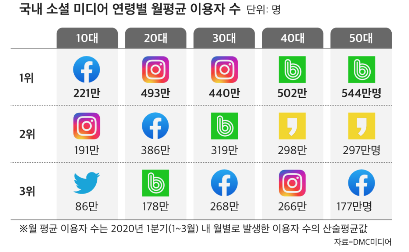 국내 소셜 미디어 연령별 월평균 이용자 수 단위: 명
10대 20대 30대 40대 50대
1위 221만 493만 440만 502만 544만명
2위 191만 386만 319만 298만 297만명
3위 86만 178만 268만 266만 177만명
※월 평균 이용자 수는 2020년 1분기(1~3월) 내 월별로 발생한 이용자 수의 산술평균값
자료=DMC미디어